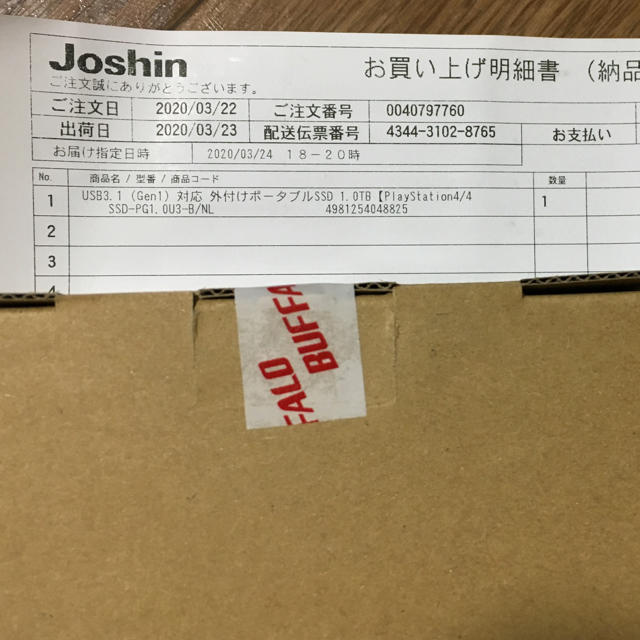 Joshin
お買い上げ明細書 （納品
ご注文誠にありがとうございます。
ご注文日 2020/03/22 ご注文番号 0040797760
出荷日 2020/03/23 配送伝票番号 4344-3102-8765 お支払い
お届け指定日時 2020/03/24 18－20時
No. 商品名 / 型番 / 商品コード 数量
1 USB3.1 (Gen1) 対応 外付けポータブルSSD 1.0TB【PlayStation4/4 1
SSD-PG1.0U3-B/NL 4981254048825
2
3
4
BUFFA
FALO